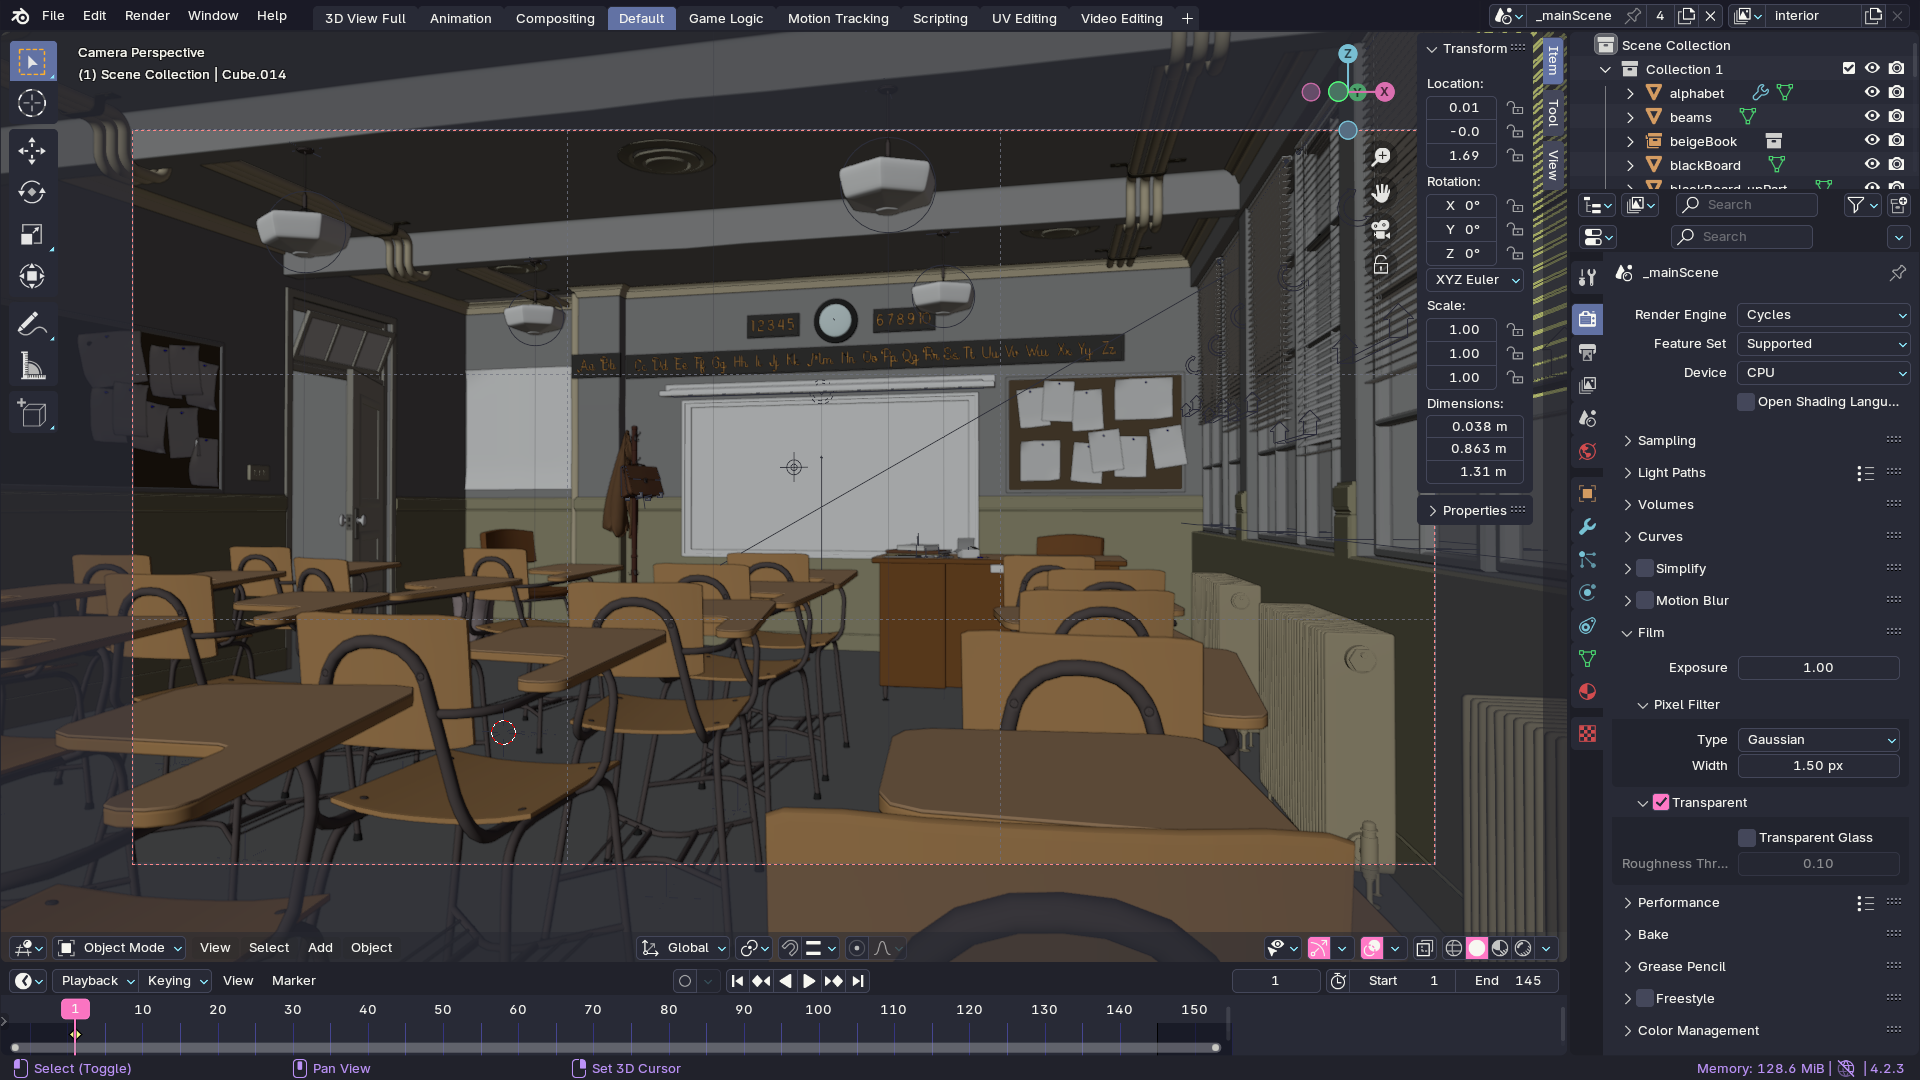 File Edit Render Window Help
3D View Full Animation Compositing Default Game Logic Motion Tracking Scripting UV Editing Video Editing
_mainScene 4 interior
Camera Perspective
(1) Scene Collection | Cube.014
Z
X
Transform
Location:
0.01
-0.0
1.69
Rotation:
X 0°
Y 0°
Z 0°
XYZ Euler
Scale:
1.00
1.00
1.00
Dimensions:
0.038 m
0.863 m
1.31 m
Properties
Item
Tool
View
12345
Scene Collection
Collection 1
alphabet
beams
beigeBook
blackBoard
blackBoard_upPart
Search
Search
_mainScene
Render Engine Cycles
Feature Set Supported
Device CPU
Open Shading Langu...
Sampling
Light Paths
Volumes
Curves
Simplify
Motion Blur
Film
Exposure 1.00
Pixel Filter
Type Gaussian
Width 1.50 px
Transparent
Transparent Glass
Roughness Thr... 0.10
Performance
Bake
Grease Pencil
Freestyle
Color Management
Object Mode View Select Add Object
Global
Playback Keying View Marker
1 Start 1 End 145
1 10 20 30 40 50 60 70 80 90 100 110 120 130 140 150
Select (Toggle) Pan View Set 3D Cursor
Memory: 128.6 MiB | 4.2.3